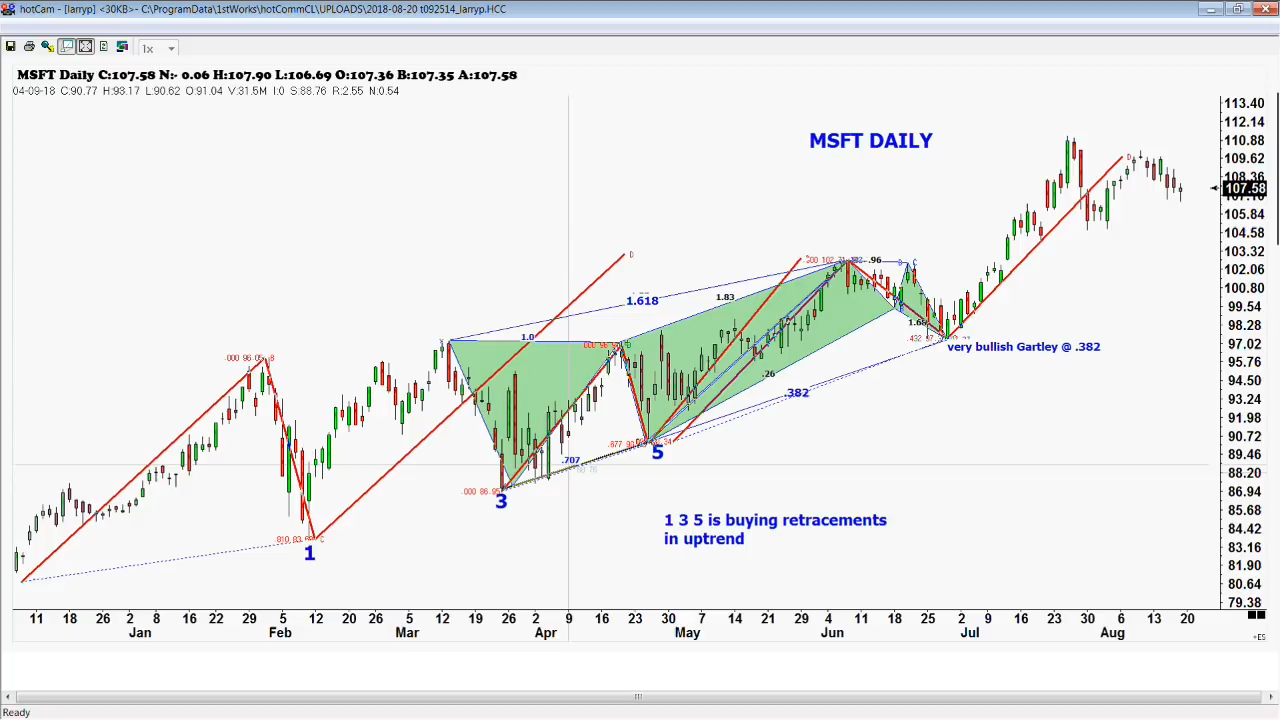 hotCam - [larryp] <30KB> - C:\ProgramData\1stWorks\hotCommCL\UPLOADS\2018-08-20 t092514_larryp.HCC
1x
MSFT Daily C:107.58 N:- 0.06 H:107.90 L:106.69 O:107.36 B:107.35 A:107.58
04-09-18 C:90.77 H:93.17 L:90.62 O:91.04 V:31.5M I:0 S:88.76 R:2.55 N:0.54
MSFT DAILY
113.40
112.14
110.88
109.62
108.36
107.58
105.84
104.58
103.32
102.06
100.80
99.54
98.28
97.02
95.76
94.50
93.24
91.98
90.72
89.46
88.20
86.94
85.68
84.42
83.16
81.90
80.64
79.38
D
D
.96
C
1.618
1.83
1.0
X
B
very bullish Gartley @ .382
.26
.382
5
.707
88.76
3
1 3 5 is buying retracements
in uptrend
C
1
11 18 26 2 8 16 22 29 5 12 20 26 5 12 19 26 2 9 16 23 30 7 14 21 29 4 11 18 25 2 9 16 23 30 6 13 20
Jan Feb Mar Apr May Jun Jul Aug
+ES
Ready